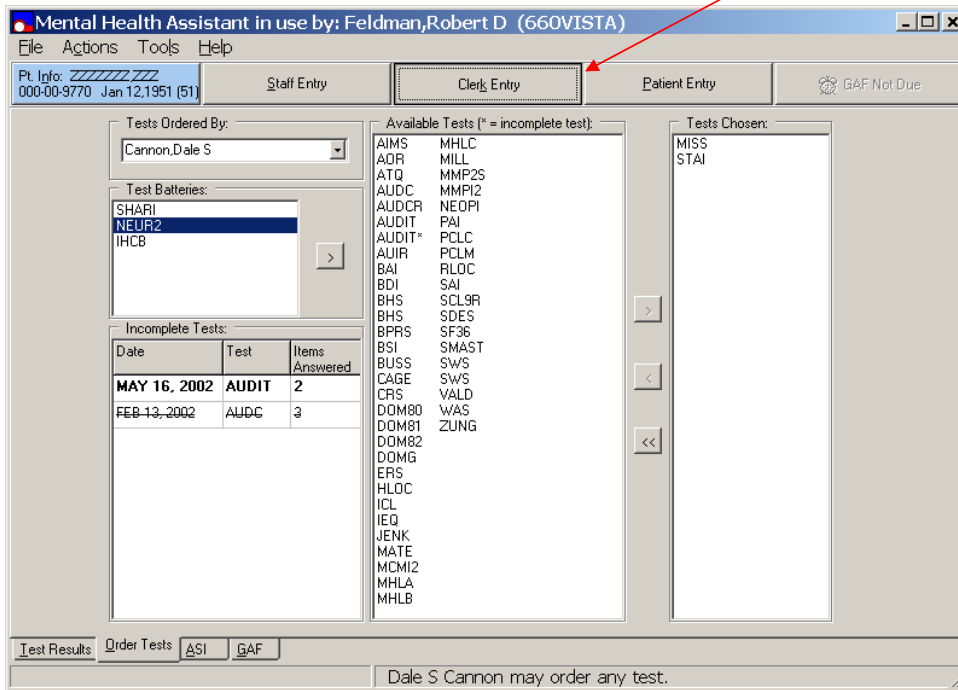 Mental Health Assistant in use by: Feldman,Robert D (660VISTA)
File Actions Tools Help
Pt. Info: ZZZZZZZ,ZZZ
000-00-9770 Jan 12,1951 (51)
Staff Entry
Clerk Entry
Patient Entry
GAF Not Due
Tests Ordered By:
Cannon,Dale S
Test Batteries:
SHARI
NEUR2
IHCB
>
Incomplete Tests:
Date Test Items Answered
MAY 16, 2002 AUDIT 2
FEB 13, 2002 AUDC 3
Available Tests (* = incomplete test):
AIMS MHLC
AOR MILL
ATQ MMP2S
AUDC MMPI2
AUDCR NEOPI
AUDIT PAI
AUDIT* PCLC
AUIR PCLM
BAI RLOC
BDI SAI
BHS SCL9R
BHS SDES
BPRS SF36
BSI SMAST
BUSS SWS
CAGE SWS
CRS VALD
DOM80 WAS
DOM81 ZUNG
DOM82
DOMG
ERS
HLOC
ICL
IEQ
JENK
MATE
MCMI2
MHLA
MHLB
>
<
<<
Tests Chosen:
MISS
STAI
Test Results Order Tests ASI GAF
Dale S Cannon may order any test.